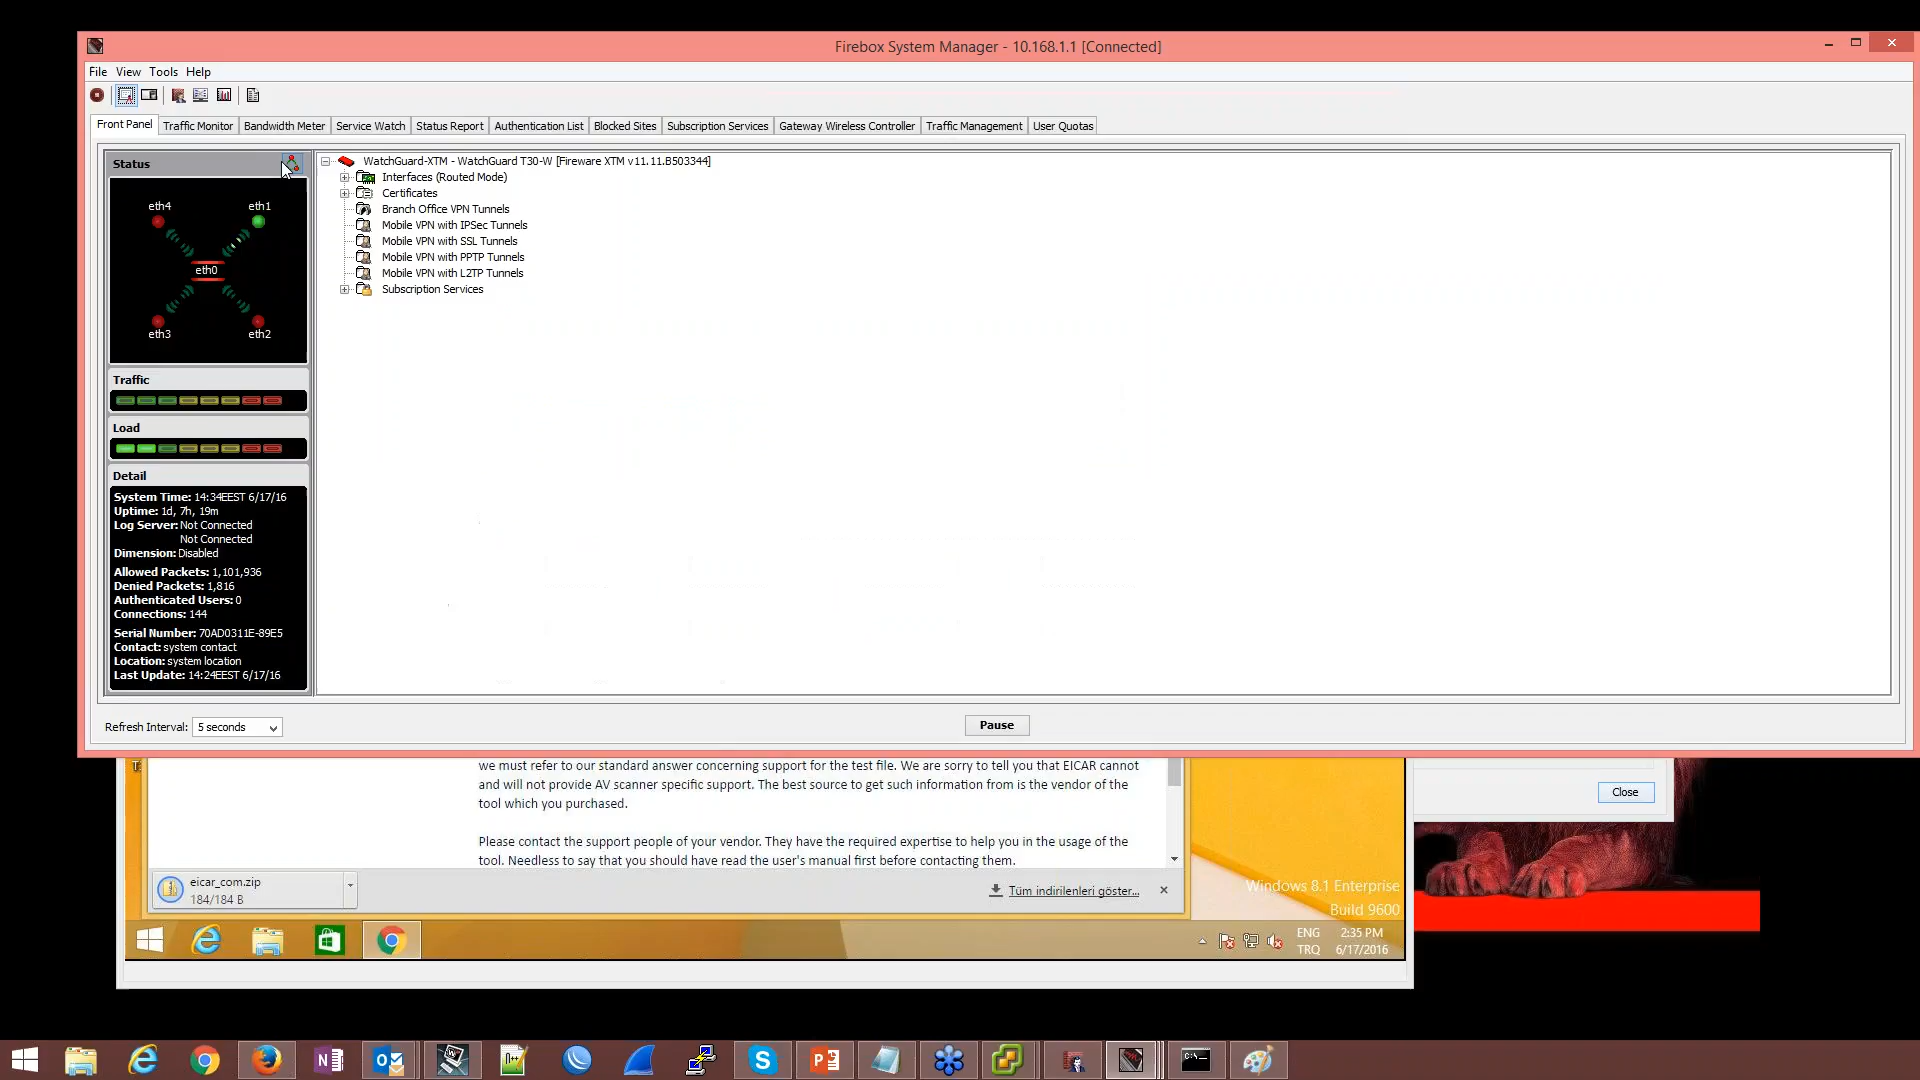 Firebox System Manager - 10.168.1.1 [Connected]
File View Tools Help
Front Panel Traffic Monitor Bandwidth Meter Service Watch Status Report Authentication List Blocked Sites Subscription Services Gateway Wireless Controller Traffic Management User Quotas
Status
eth4 eth1
eth0
eth3 eth2
Traffic
Load
Detail
System Time: 14:34EEST 6/17/16
Uptime: 1d, 7h, 19m
Log Server: Not Connected
Not Connected
Dimension: Disabled
Allowed Packets: 1,101,936
Denied Packets: 1,816
Authenticated Users: 0
Connections: 144
Serial Number: 70AD0311E-89E5
Contact: system contact
Location: system location
Last Update: 14:24EEST 6/17/16
WatchGuard-XTM - WatchGuard T30-W [Fireware XTM v11.11.B503344]
Interfaces (Routed Mode)
Certificates
Branch Office VPN Tunnels
Mobile VPN with IPSec Tunnels
Mobile VPN with SSL Tunnels
Mobile VPN with PPTP Tunnels
Mobile VPN with L2TP Tunnels
Subscription Services
Refresh Interval: 5 seconds
Pause
we must refer to our standard answer concerning support for the test file. We are sorry to tell you that EICAR cannot
and will not provide AV scanner specific support. The best source to get such information from is the vendor of the
tool which you purchased.
Please contact the support people of your vendor. They have the required expertise to help you in the usage of the
tool. Needless to say that you should have read the user's manual first before contacting them.
eicar_com.zip
184/184 B
Tüm indirilenleri göster...
Close
Windows 8.1 Enterprise
Build 9600
ENG 2:35 PM
TRQ 6/17/2016